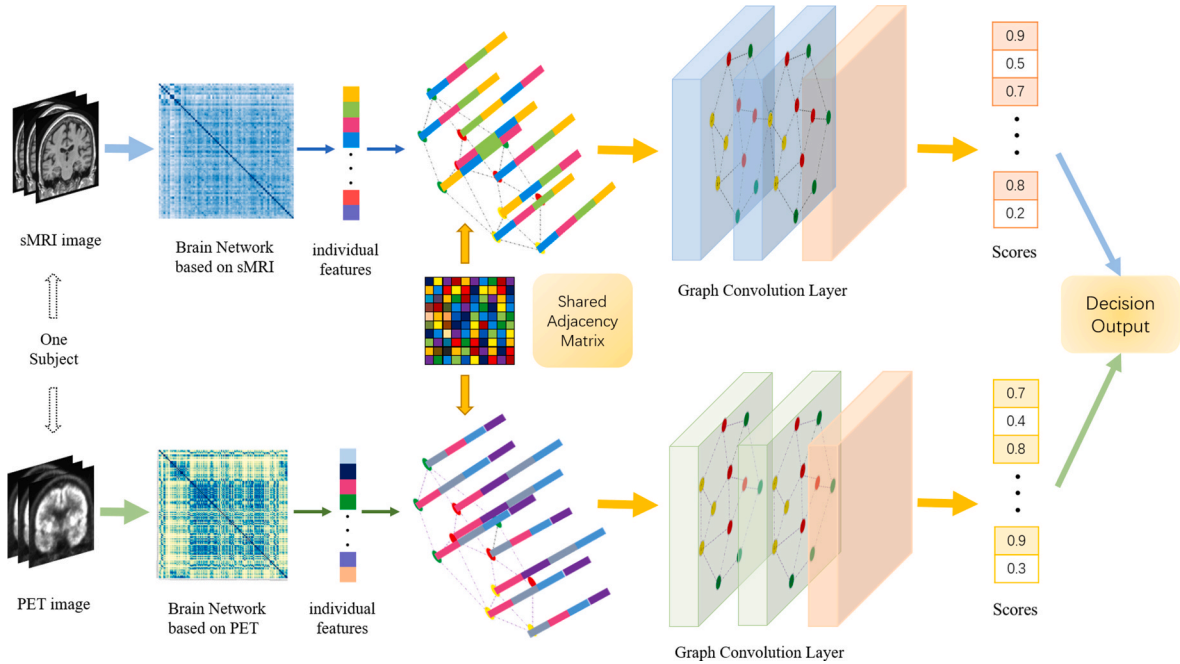 sMRI image
Brain Network
based on sMRI
individual
features
Graph Convolution Layer
0.9
0.5
0.7
0.8
0.2
Scores
One
Subject
Shared
Adjacency
Matrix
Decision
Output
PET image
Brain Network
based on PET
individual
features
Graph Convolution Layer
0.7
0.4
0.8
0.9
0.3
Scores